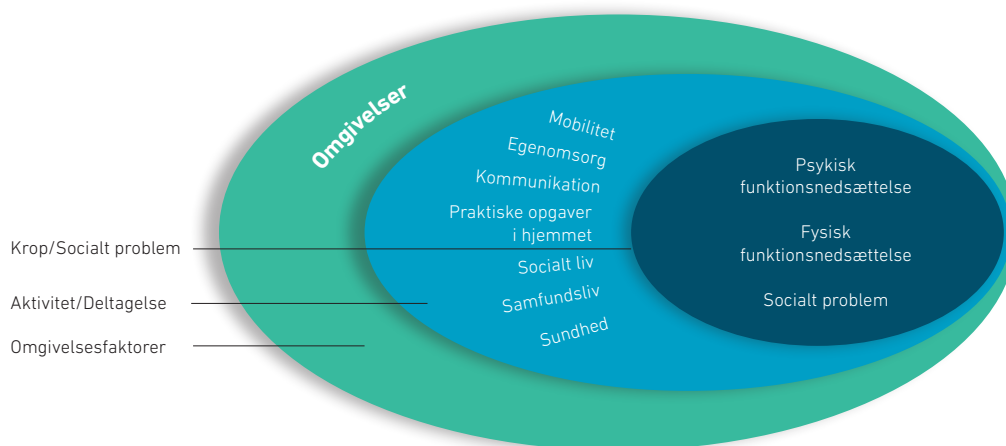 Omgivelser
Mobilitet
Egenomsorg
Kommunikation
Praktiske opgaver
i hjemmet
Socialt liv
Samfundsliv
Sundhed
Psykisk
funktionsnedsættelse
Fysisk
funktionsnedsættelse
Socialt problem
Krop/Socialt problem
Aktivitet/Deltagelse
Omgivelsesfaktorer